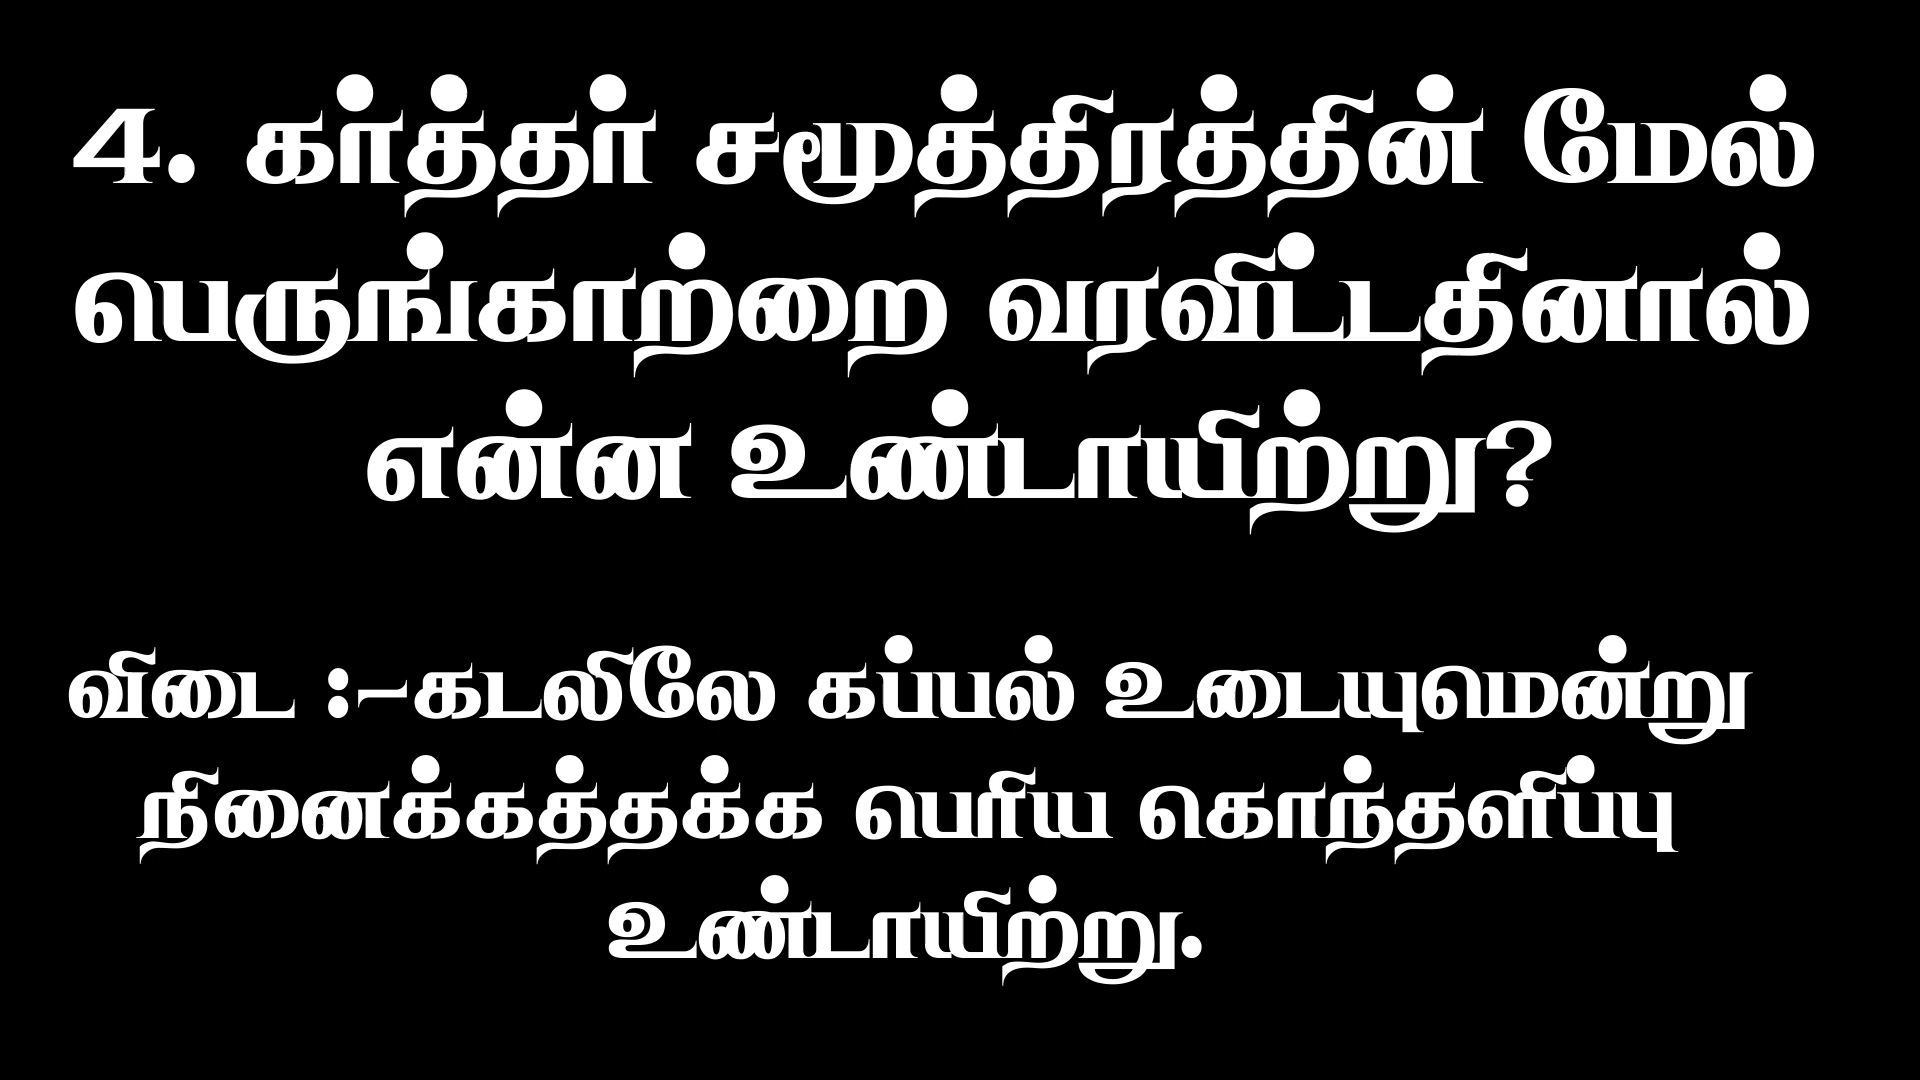 4. கர்த்தர் சமூத்திரத்தின் மேல்
பெருங்காற்றை வரவிட்டதினால்
என்ன உண்டாயிற்று?
விடை :-கடலிலே கப்பல் உடையுமென்று
நினைக்கத்தக்க பெரிய கொந்தளிப்பு
உண்டாயிற்று.